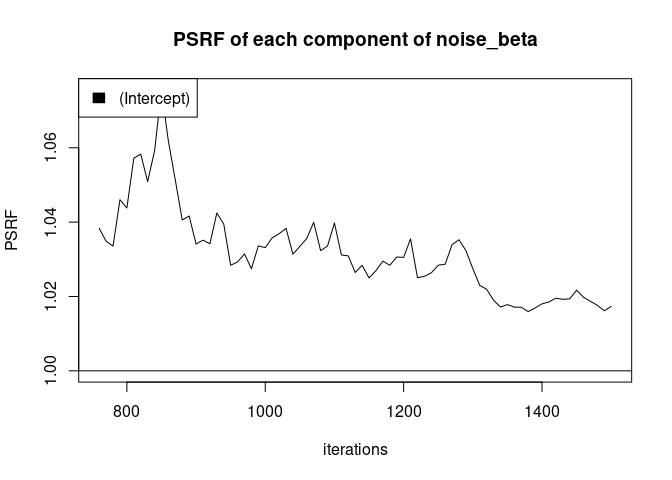 PSRF of each component of noise_beta
(Intercept)
PSRF
1.06
1.04
1.02
1.00
800 1000 1200 1400
iterations